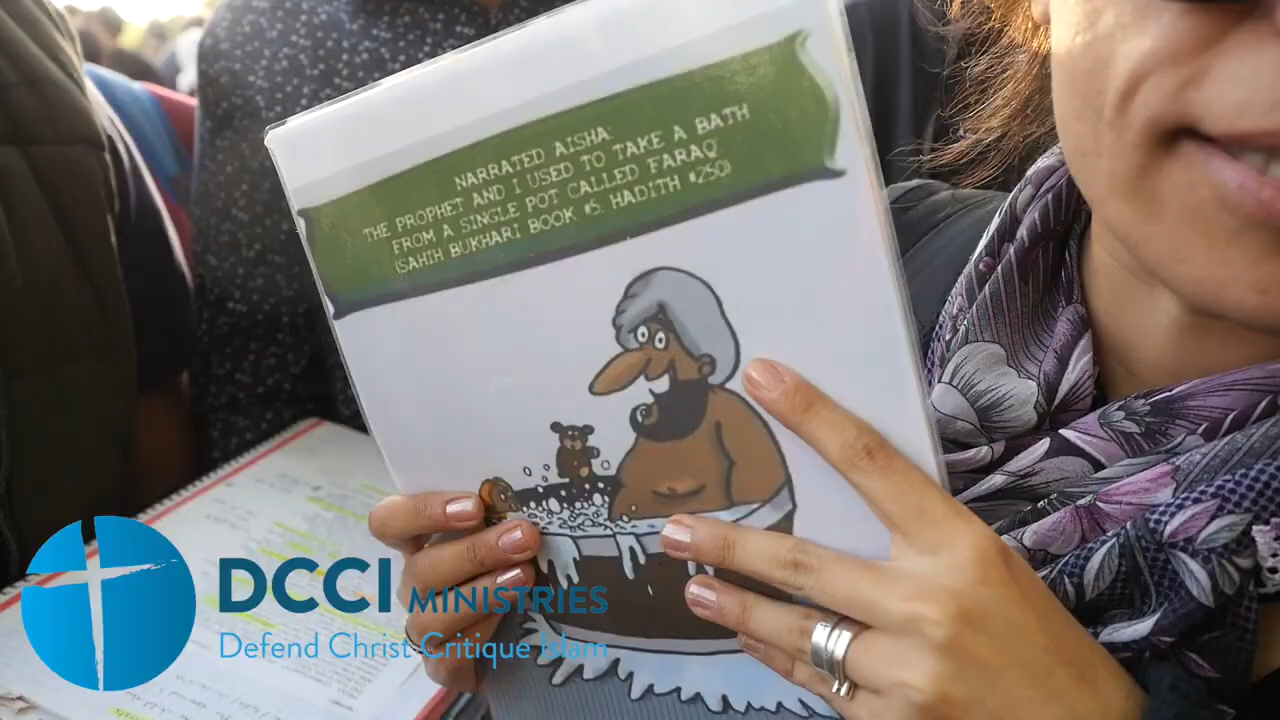 NARRATED AISHA:
THE PROPHET AND I USED TO TAKE A BATH
FROM A SINGLE POT CALLED FARAQ
(SAHIH BUKHARI BOOK #5, HADITH #250)
DCCI MINISTRIES
Defend Christ Critique Islam